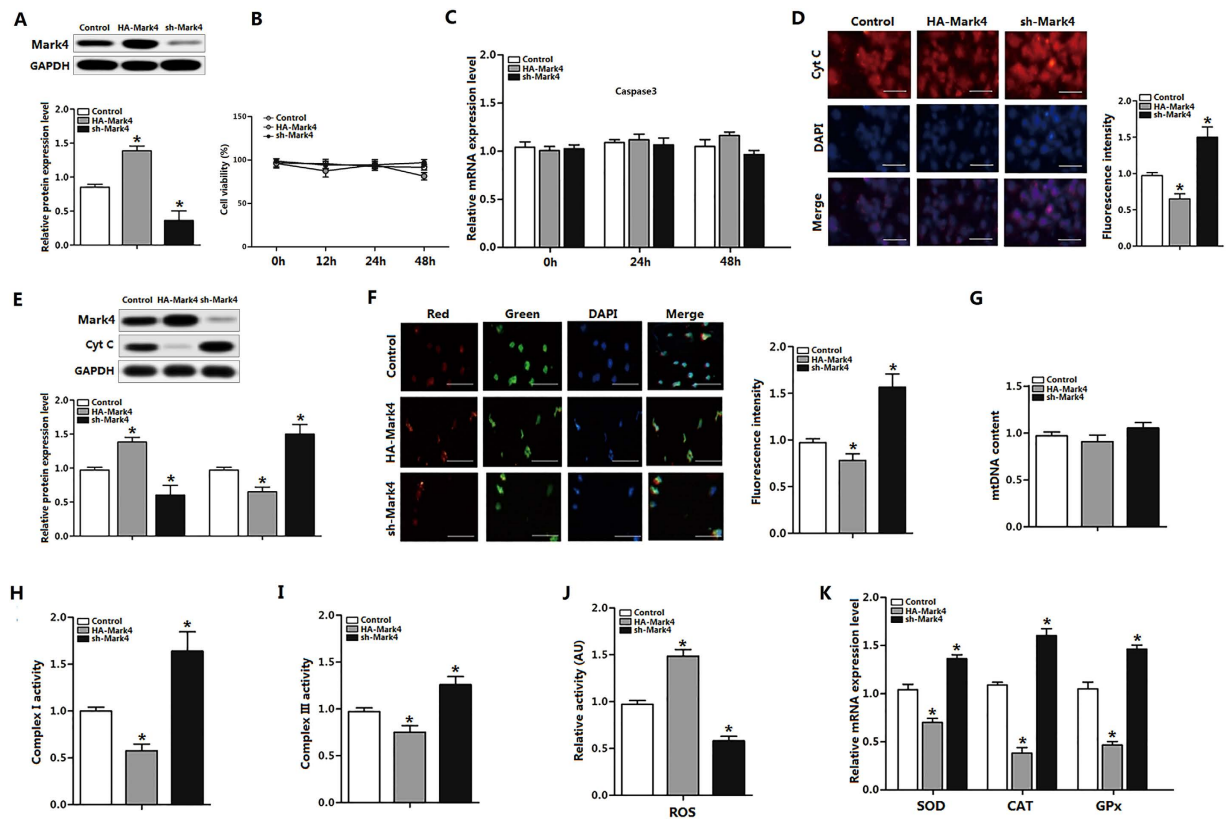 A
Control HA-Mark4 sh-Mark4
Mark4
GAPDH
Control
HA-Mark4
sh-Mark4
Relative protein expression level
2.0
1.5
1.0
0.5
0.0
*
*
B
Control
HA-Mark4
sh-Mark4
Cell viability (%)
150
100
50
0
0h 12h 24h 48h
C
Control
HA-Mark4
sh-Mark4
Caspase3
Relative mRNA expression level
2.0
1.5
1.0
0.5
0.0
0h 24h 48h
D
Control HA-Mark4 sh-Mark4
Cyt C
DAPI
Merge
Control
HA-Mark4
sh-Mark4
Fluorescence intensity
2.0
1.5
1.0
0.5
0.0
*
*
E
Control HA-Mark4 sh-Mark4
Mark4
Cyt C
GAPDH
Control
HA-Mark4
sh-Mark4
Relative protein expression level
2.0
1.5
1.0
0.5
0.0
* * * *
F
Red Green DAPI Merge
Control
HA-Mark4
sh-Mark4
Control
HA-Mark4
sh-Mark4
Fluorescence intensity
2.0
1.5
1.0
0.5
0.0
*
*
G
Control
HA-Mark4
sh-Mark4
mtDNA content
1.5
1.0
0.5
0.0
H
Control
HA-Mark4
sh-Mark4
Complex I activity
2.0
1.5
1.0
0.5
0.0
*
*
I
Control
HA-Mark4
sh-Mark4
Complex III activity
2.0
1.5
1.0
0.5
0.0
*
*
J
Control
HA-Mark4
sh-Mark4
Relative activity (AU)
2.0
1.5
1.0
0.5
0.0
*
*
ROS
K
Control
HA-Mark4
sh-Mark4
Relative mRNA expression level
2.0
1.5
1.0
0.5
0.0
* * * * * *
SOD CAT GPx